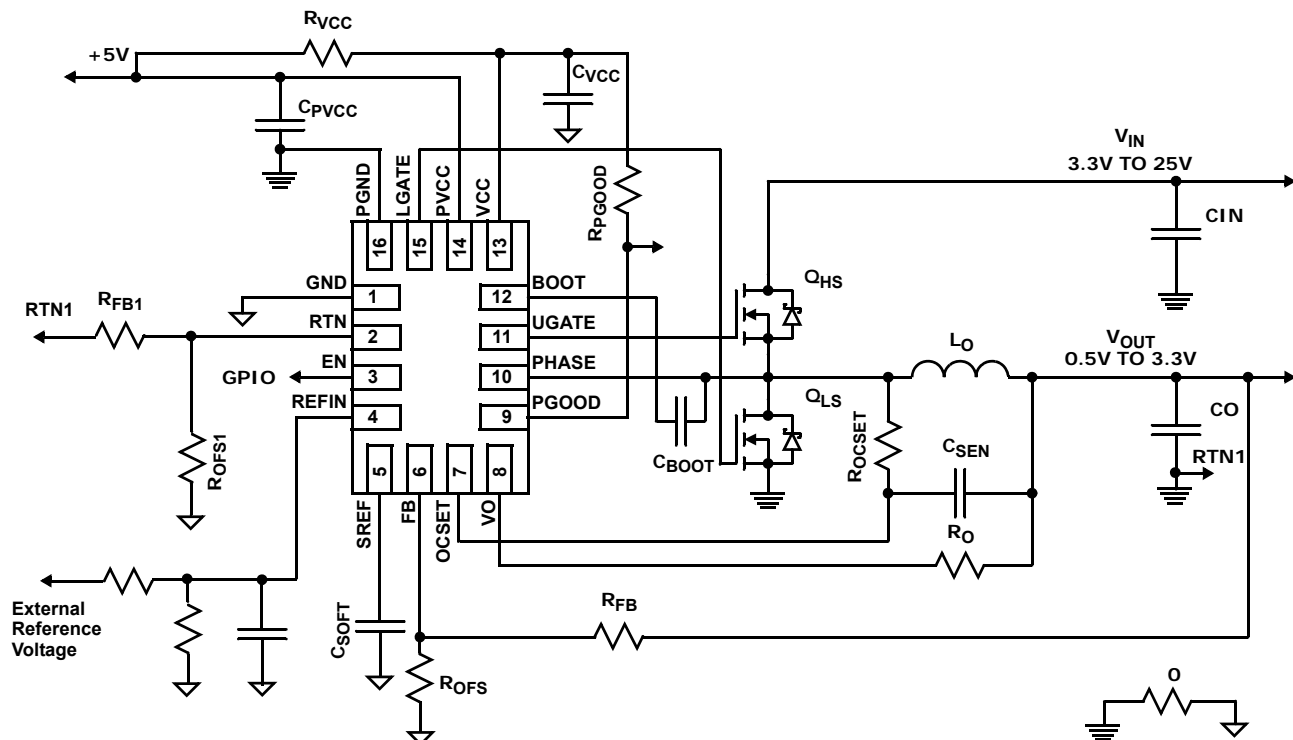 RVCC
+5V
CVCC
CPVCC
VIN
3.3V TO 25V
PGND
LGATE
PVCC
VCC
RPGOOD
CIN
16
15
14
13
GND
1
12
BOOT
QHS
RTN1
RFB1
RTN
2
11
UGATE
LO
VOUT
0.5V TO 3.3V
GPIO
EN
3
10
PHASE
QLS
REFIN
4
9
PGOOD
CO
ROFS1
CBOOT
ROCSET
CSEN
RTN1
5
6
7
8
SREF
FB
OCSET
VO
RO
External
Reference
Voltage
CSOFT
RFB
ROFS
0